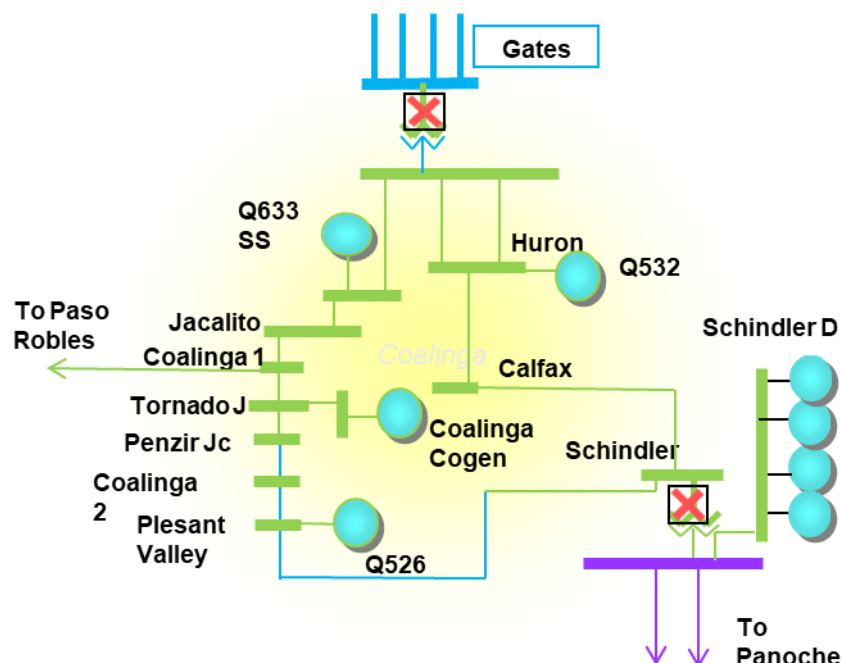 Gates
Q633
SS
Huron
Q532
To Paso
Robles
Jacalito
Schindler D
Coalinga 1
Coalinga
Calfax
Tornado J
Coalinga
Cogen
Penzir Jc
Schindler
Coalinga
2
Plesant
Valley
Q526
To
Panoche